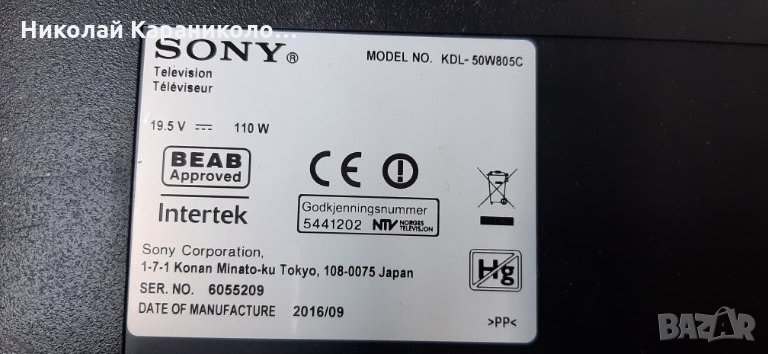 Николай Караниколо..
SONY®
MODEL NO. KDL-50W805C
Television
Téléviseur
19.5 V ⎓ 110 W
BEAB
Approved
CE
Intertek
Godkjenningsnummer
5441202 NTV NORGES TELEVISJON
Sony Corporation,
1-7-1 Konan Minato-ku Tokyo, 108-0075 Japan
Hg
SER. NO. 6055209
DATE OF MANUFACTURE 2016/09
>PP<
BAZAR